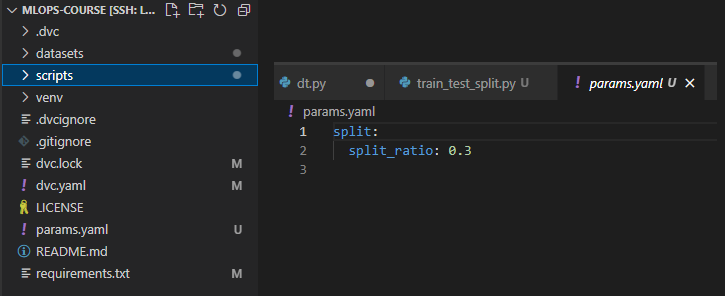 MLOPS-COURSE [SSH: L...
.dvc
datasets
scripts
venv
.dvcignore
.gitignore
dvc.lock M
dvc.yaml M
LICENSE
params.yaml U
README.md
requirements.txt M
dt.py
train_test_split.py U
params.yaml U
params.yaml
1 split:
2 split_ratio: 0.3
3